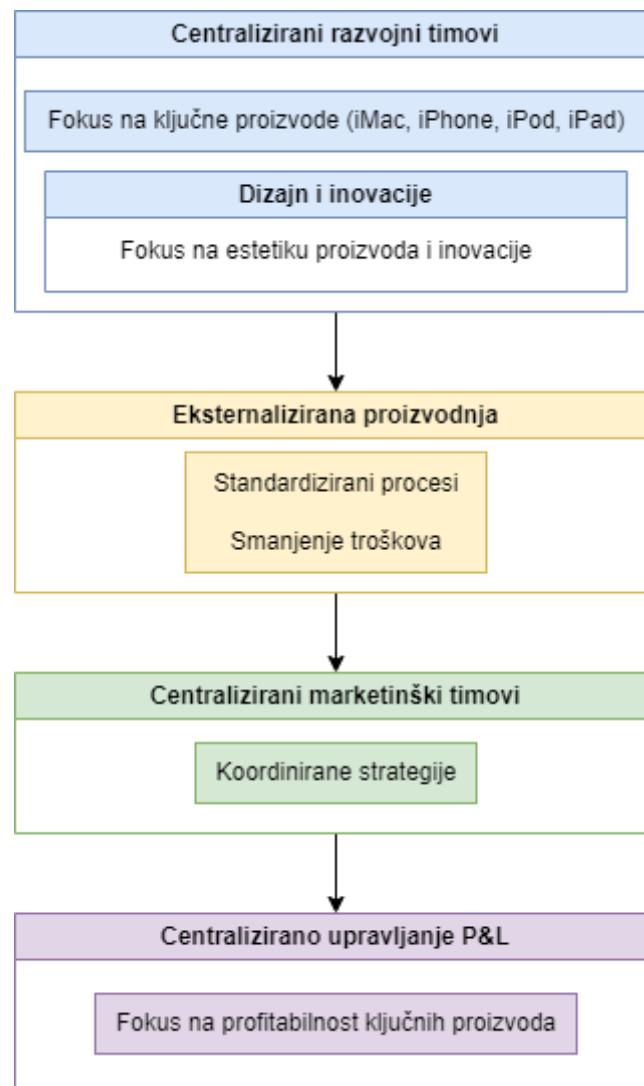 Centralizirani razvojni timovi
Fokus na ključne proizvode (iMac, iPhone, iPod, iPad)
Dizajn i inovacije
Fokus na estetiku proizvoda i inovacije
Eksternalizirana proizvodnja
Standardizirani procesi
Smanjenje troškova
Centralizirani marketinški timovi
Koordinirane strategije
Centralizirano upravljanje P&L
Fokus na profitabilnost ključnih proizvoda